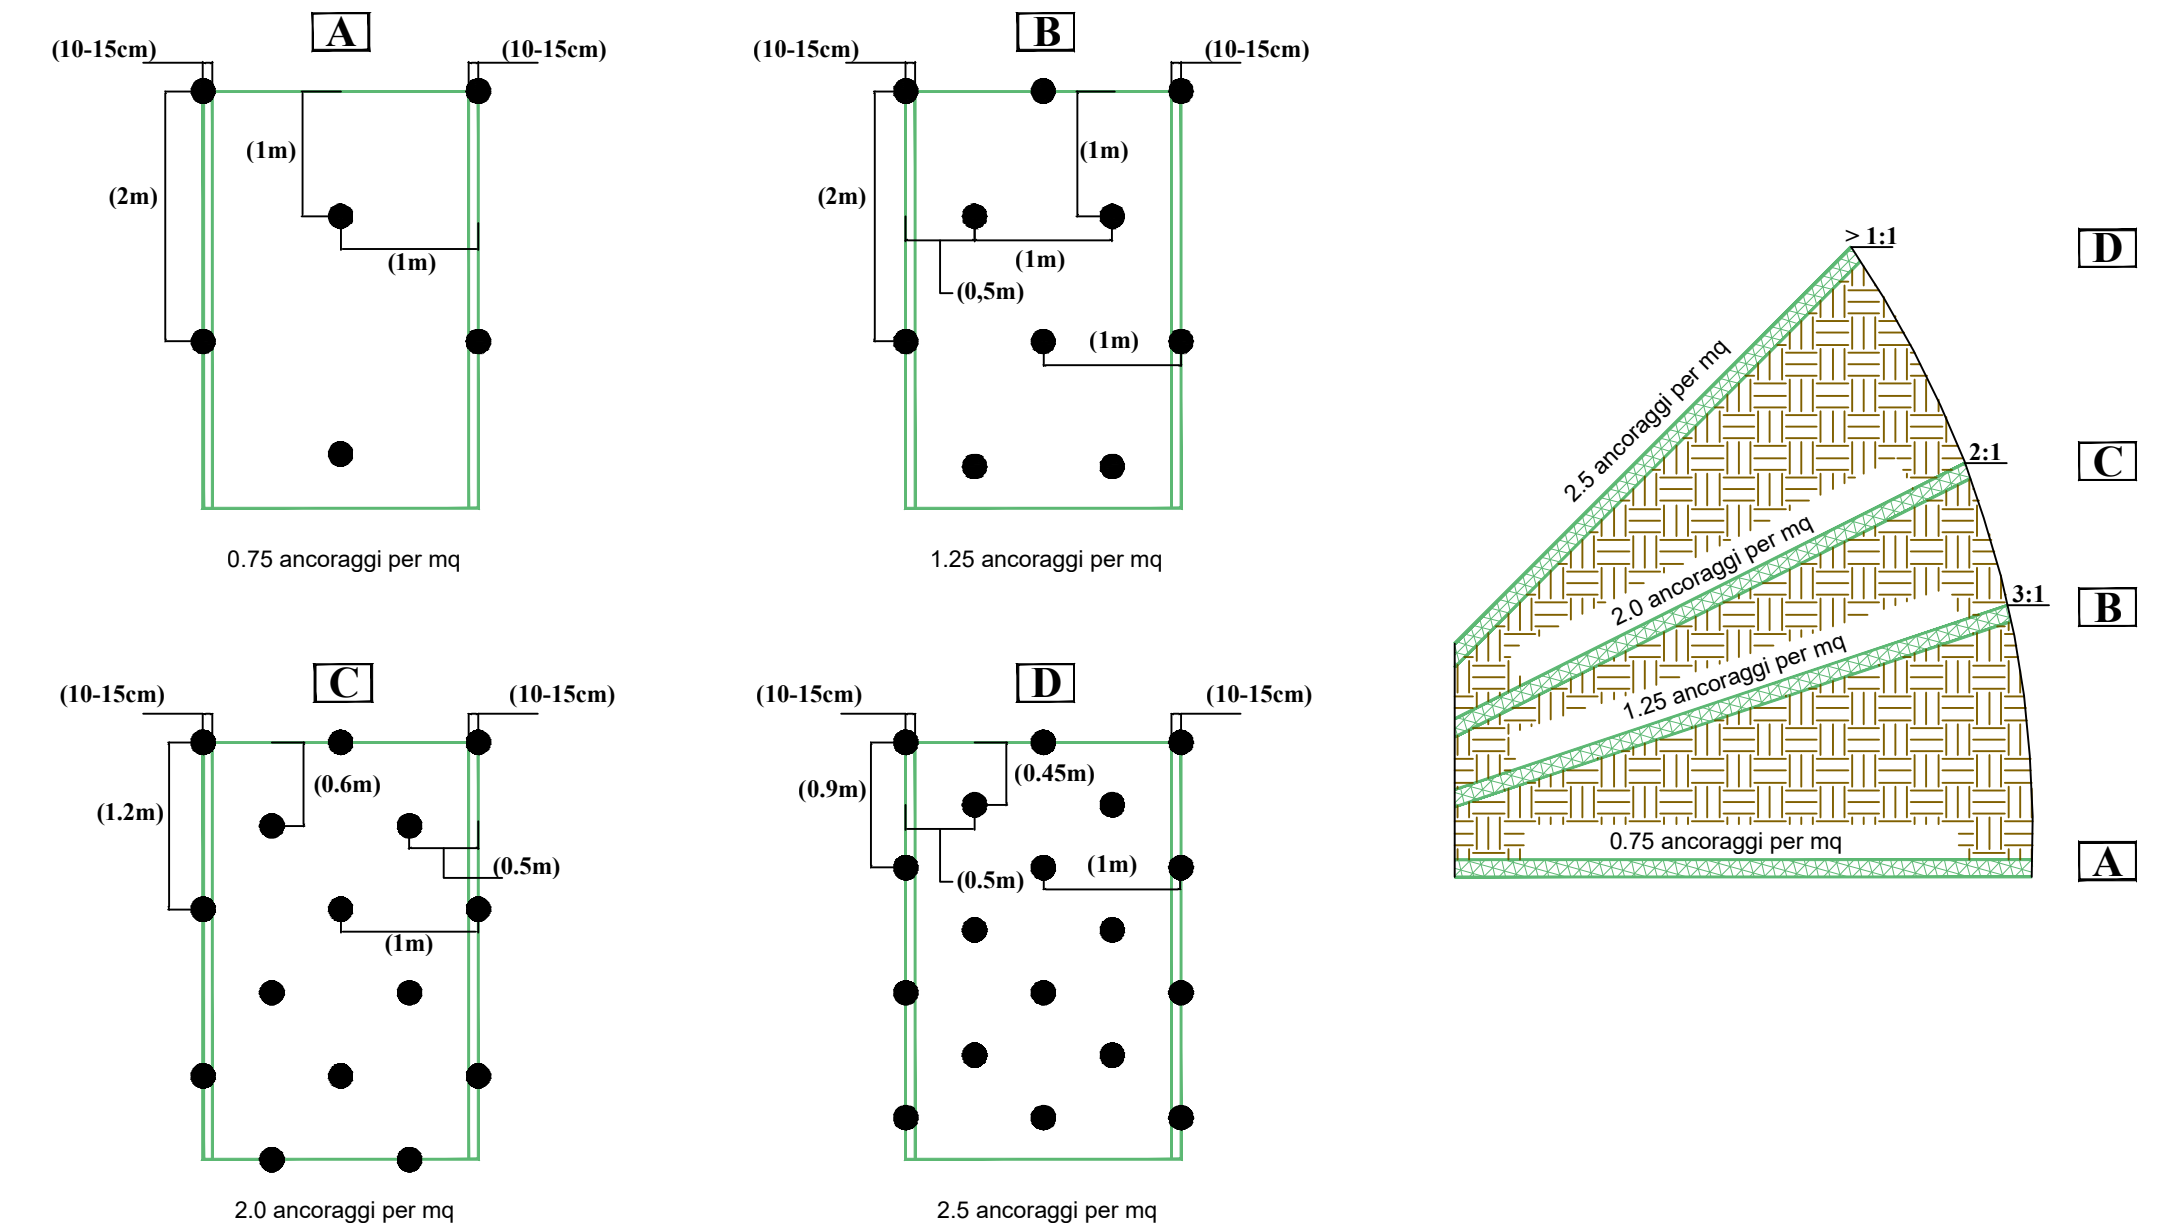 A
(10-15cm)
(10-15cm)
(1m)
(2m)
(1m)
0.75 ancoraggi per mq
B
(10-15cm)
(10-15cm)
(1m)
(2m)
(1m)
(0,5m)
(1m)
1.25 ancoraggi per mq
C
(10-15cm)
(10-15cm)
(0.6m)
(1.2m)
(0.5m)
(1m)
2.0 ancoraggi per mq
D
(10-15cm)
(10-15cm)
(0.45m)
(0.9m)
(1m)
(0.5m)
2.5 ancoraggi per mq
> 1:1
D
2.5 ancoraggi per mq
2:1
C
2.0 ancoraggi per mq
3:1
B
1.25 ancoraggi per mq
0.75 ancoraggi per mq
A